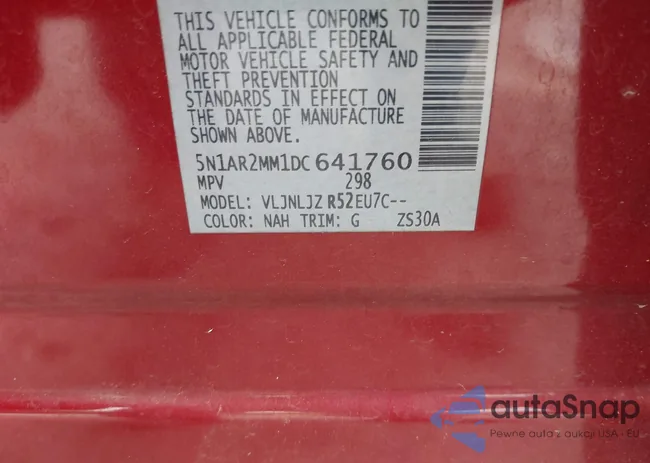 THIS VEHICLE CONFORMS TO
ALL APPLICABLE FEDERAL
MOTOR VEHICLE SAFETY AND
THEFT PREVENTION
STANDARDS IN EFFECT ON
THE DATE OF MANUFACTURE
SHOWN ABOVE.
5N1AR2MM1DC641760
MPV 298
MODEL: VLJNLJZ R52EU7C--
COLOR: NAH TRIM: G ZS30A
autoSnap
Pewne auta z aukcji USA - EU